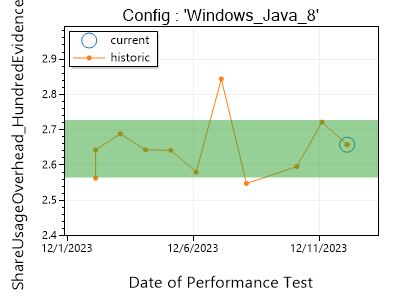 Config : 'Windows_Java_8'
current
historic
ShareUsageOverhead_HundredEvidence
2.9
2.8
2.7
2.6
2.5
2.4
12/1/2023
12/6/2023
12/11/2023
Date of Performance Test